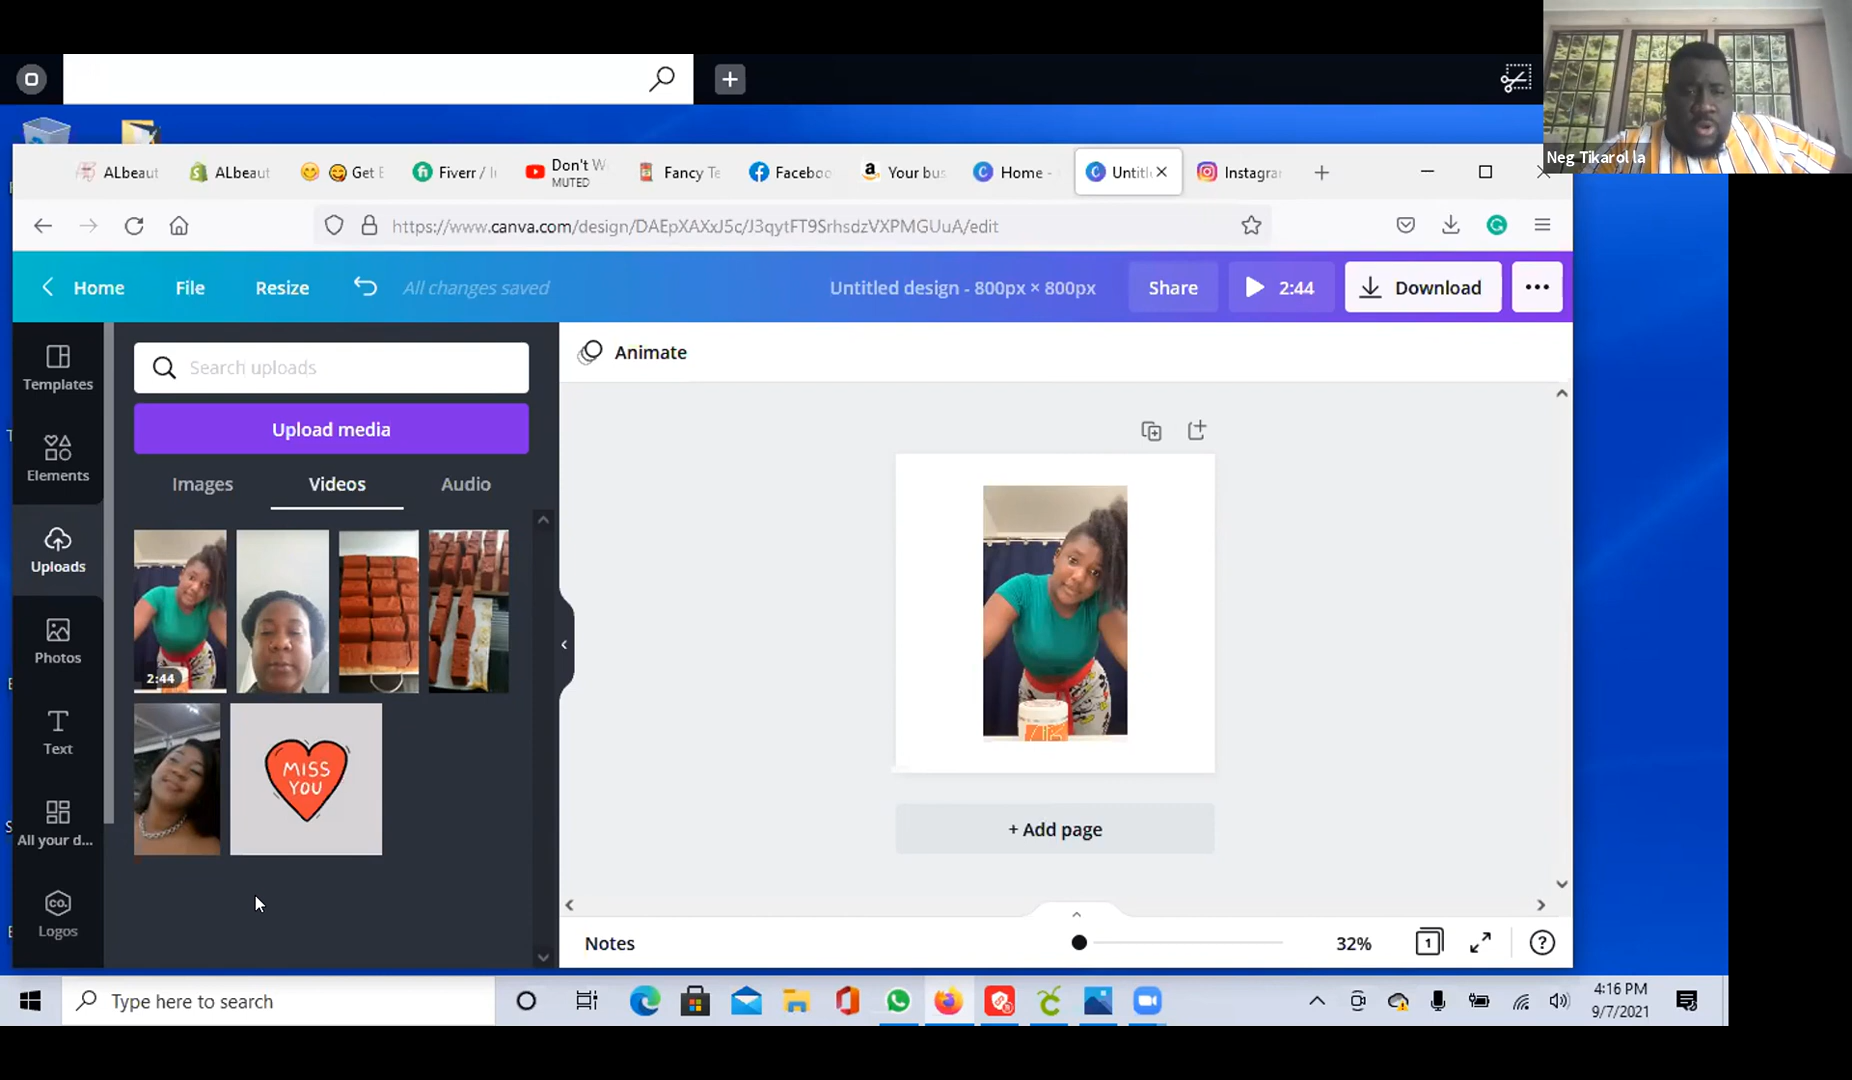 Neg Tikarol la
ALbeaut
ALbeaut
Get E
Fiverr / I
Don't W
MUTED
Fancy Te
Faceboo
Your bus
Home -
Untitl
Instagra
https://www.canva.com/design/DAEpXAXxJ5c/J3qytFT9SrhsdzVXPMGUuA/edit
Home
File
Resize
All changes saved
Untitled design - 800px × 800px
Share
2:44
Download
Templates
Elements
Uploads
Photos
Text
All your d...
CO.
Logos
Search uploads
Upload media
Images
Videos
Audio
2:44
MISS
YOU
Animate
+ Add page
Notes
32%
1
Type here to search
4:16 PM
9/7/2021